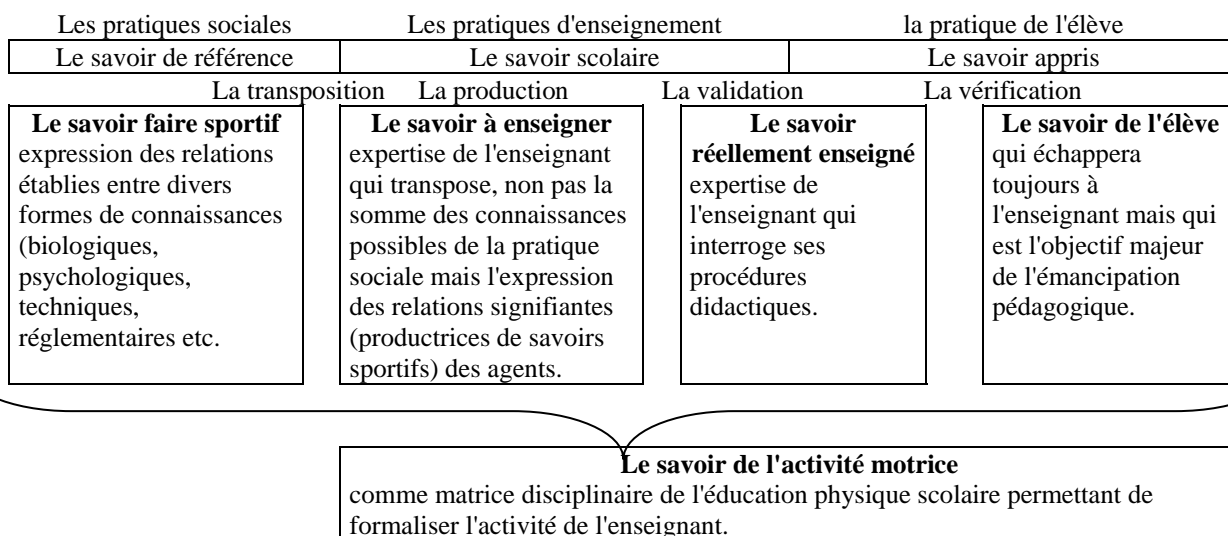 Les pratiques sociales Les pratiques d'enseignement la pratique de l'élève
Le savoir de référence Le savoir scolaire Le savoir appris
La transposition La production La validation La vérification
Le savoir faire sportif
expression des relations
établies entre divers
formes de connaissances
(biologiques,
psychologiques,
techniques,
réglementaires etc.
Le savoir à enseigner
expertise de l'enseignant
qui transpose, non pas la
somme des connaissances
possibles de la pratique
sociale mais l'expression
des relations signifiantes
(productrices de savoirs
sportifs) des agents.
Le savoir
réellement enseigné
expertise de
l'enseignant qui
interroge ses
procédures
didactiques.
Le savoir de l'élève
qui échappera
toujours à
l'enseignant mais qui
est l'objectif majeur
de l'émancipation
pédagogique.
Le savoir de l'activité motrice
comme matrice disciplinaire de l'éducation physique scolaire permettant de
formaliser l'activité de l'enseignant.